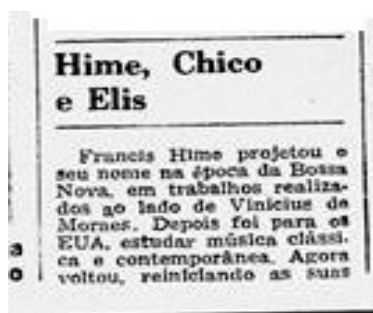 Hime, Chico
e Elis
Francis Hime projetou o
seu nome na época da Bossa
Nova, em trabalhos realiza-
dos ao lado de Vinicius de
Moraes. Depois foi para os
EUA, estudar música clássi-
ca e contemporânea. Agora
voltou, reiniciando as suas
a
o